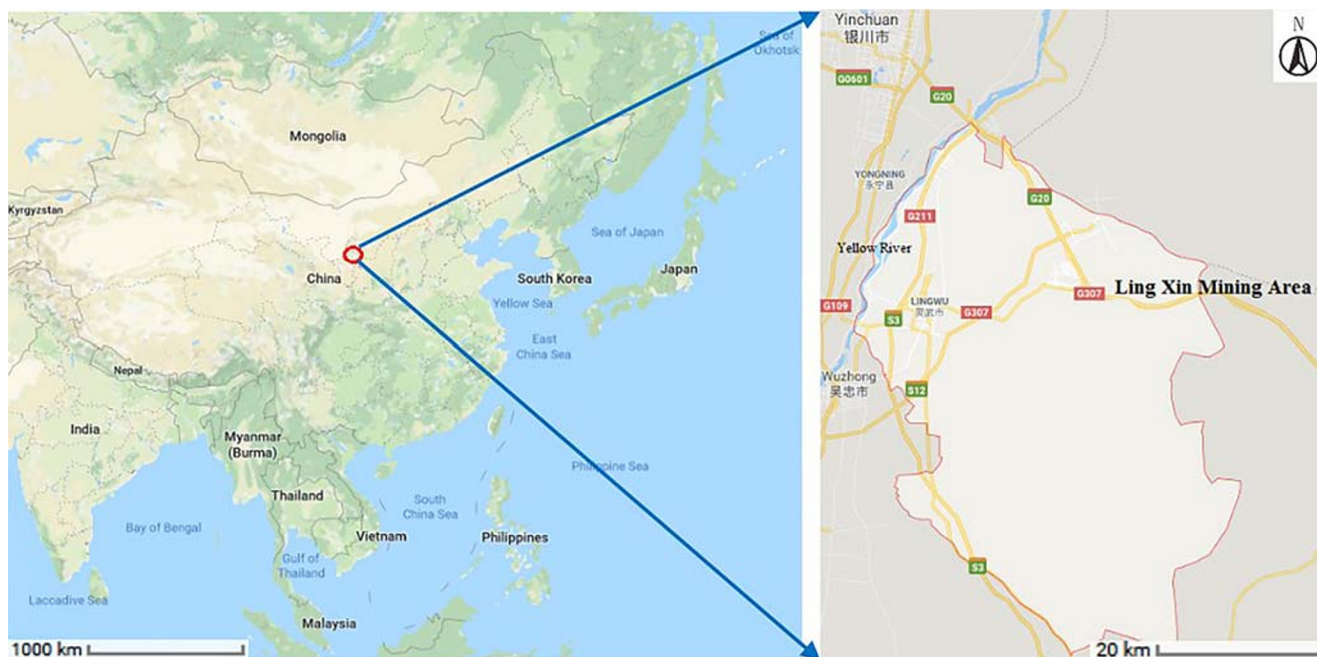 Sea of
Okhotsk
Mongolia
Kyrgyzstan
Sea of Japan
China
South Korea
Japan
Yellow Sea
East
China Sea
Nepal
India
Myanmar
(Burma)
Philippine Sea
Thailand
South
China Sea
Bay of Bengal
Vietnam
Philippines
Gulf of
Thailand
Laccadive Sea
Malaysia
1000 km
Yinchuan
银川市
N
G0601
G20
YONGNING
永宁县
G20
G211
Yellow River
Ling Xin Mining Area
G307
G109
LINGWU
灵武市
S3
G307
Wuzhong
吴忠市
S12
S3
20 km